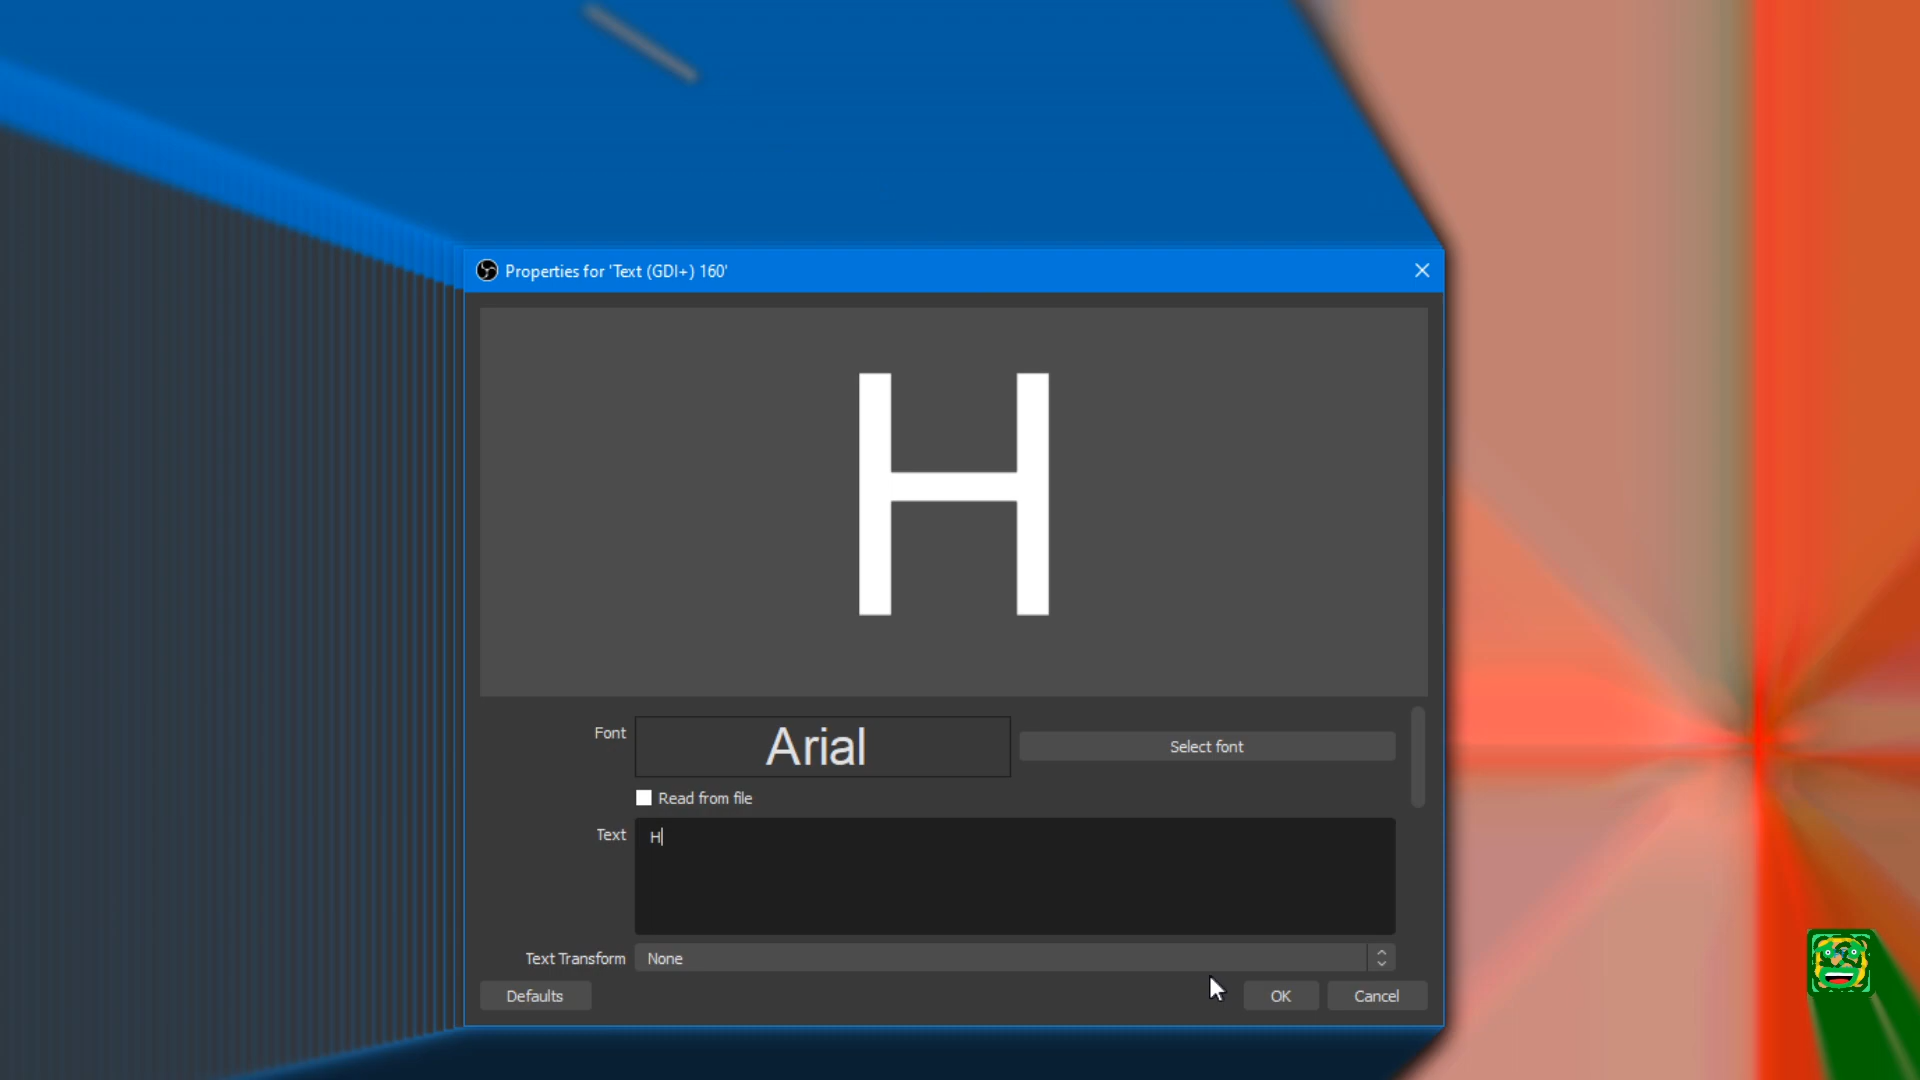 Properties for 'Text (GDI+) 160'
H
Font
Arial
Select font
Read from file
Text
H
Text Transform
None
Defaults
OK
Cancel